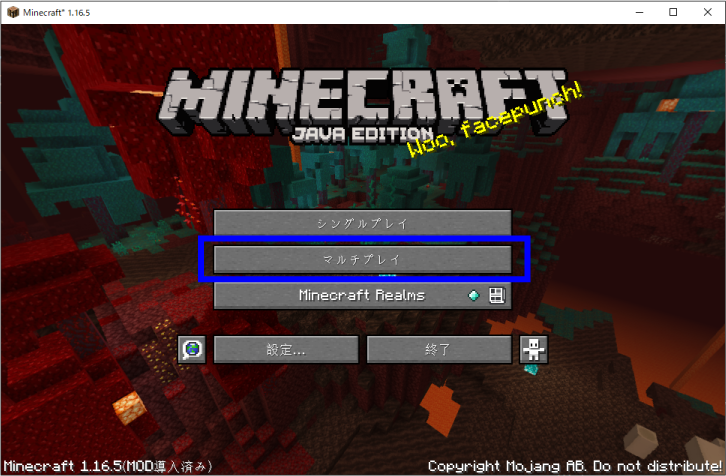 Minecraft* 1.16.5
MINECRAFT
JAVA EDITION
Woo, facepunch!
シングルプレイ
マルチプレイ
Minecraft Realms
設定...
終了
Minecraft 1.16.5(MOD導入済み)
Copyright Mojang AB. Do not distribute!